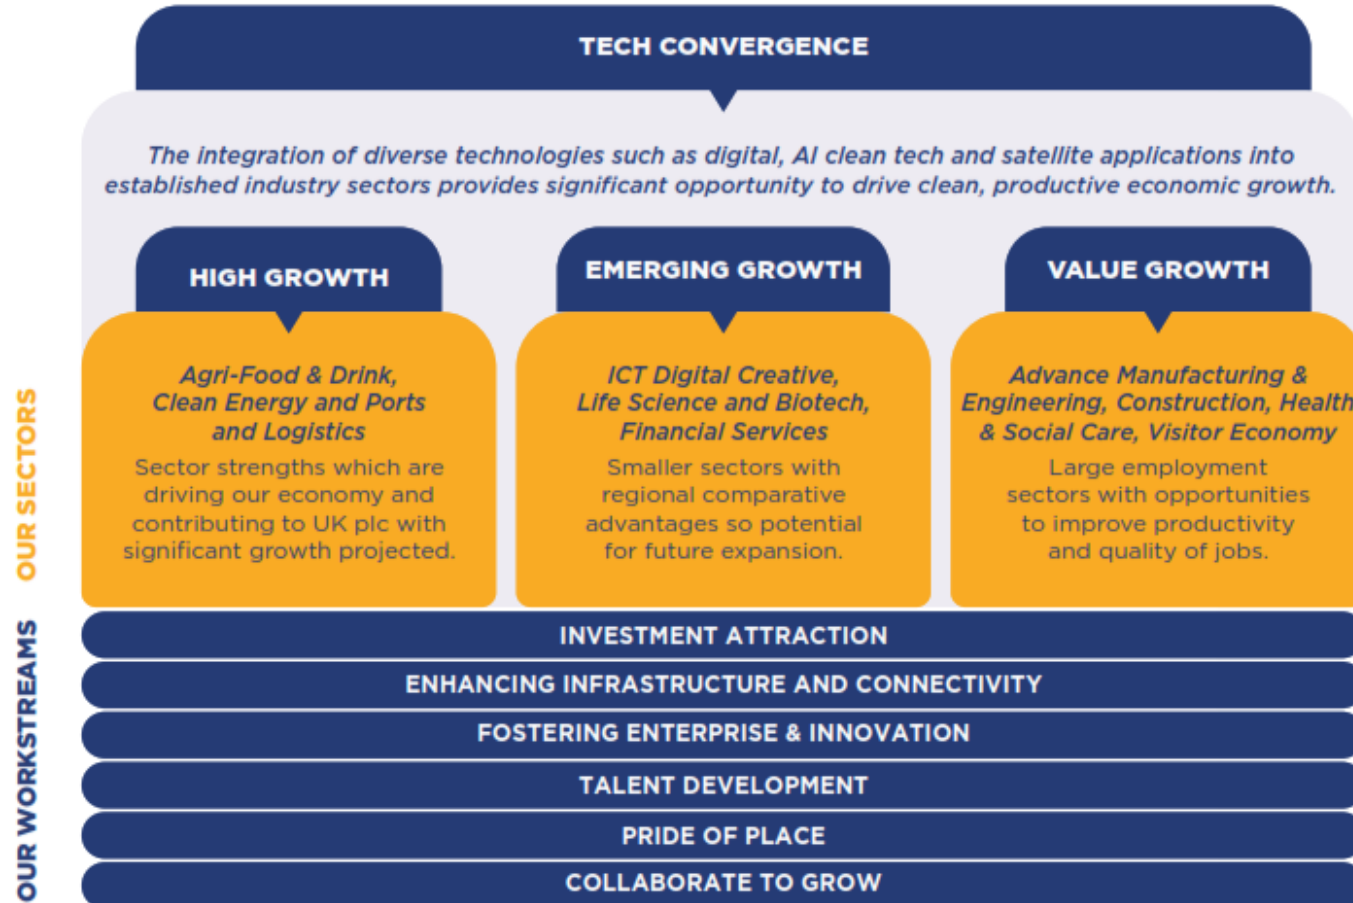 TECH CONVERGENCE
The integration of diverse technologies such as digital, AI clean tech and satellite applications into
established industry sectors provides significant opportunity to drive clean, productive economic growth.
OUR SECTORS
HIGH GROWTH
Agri-Food & Drink,
Clean Energy and Ports
and Logistics
Sector strengths which are
driving our economy and
contributing to UK plc with
significant growth projected.
EMERGING GROWTH
ICT Digital Creative,
Life Science and Biotech,
Financial Services
Smaller sectors with
regional comparative
advantages so potential
for future expansion.
VALUE GROWTH
Advance Manufacturing &
Engineering, Construction, Health
& Social Care, Visitor Economy
Large employment
sectors with opportunities
to improve productivity
and quality of jobs.
OUR WORKSTREAMS
INVESTMENT ATTRACTION
ENHANCING INFRASTRUCTURE AND CONNECTIVITY
FOSTERING ENTERPRISE & INNOVATION
TALENT DEVELOPMENT
PRIDE OF PLACE
COLLABORATE TO GROW